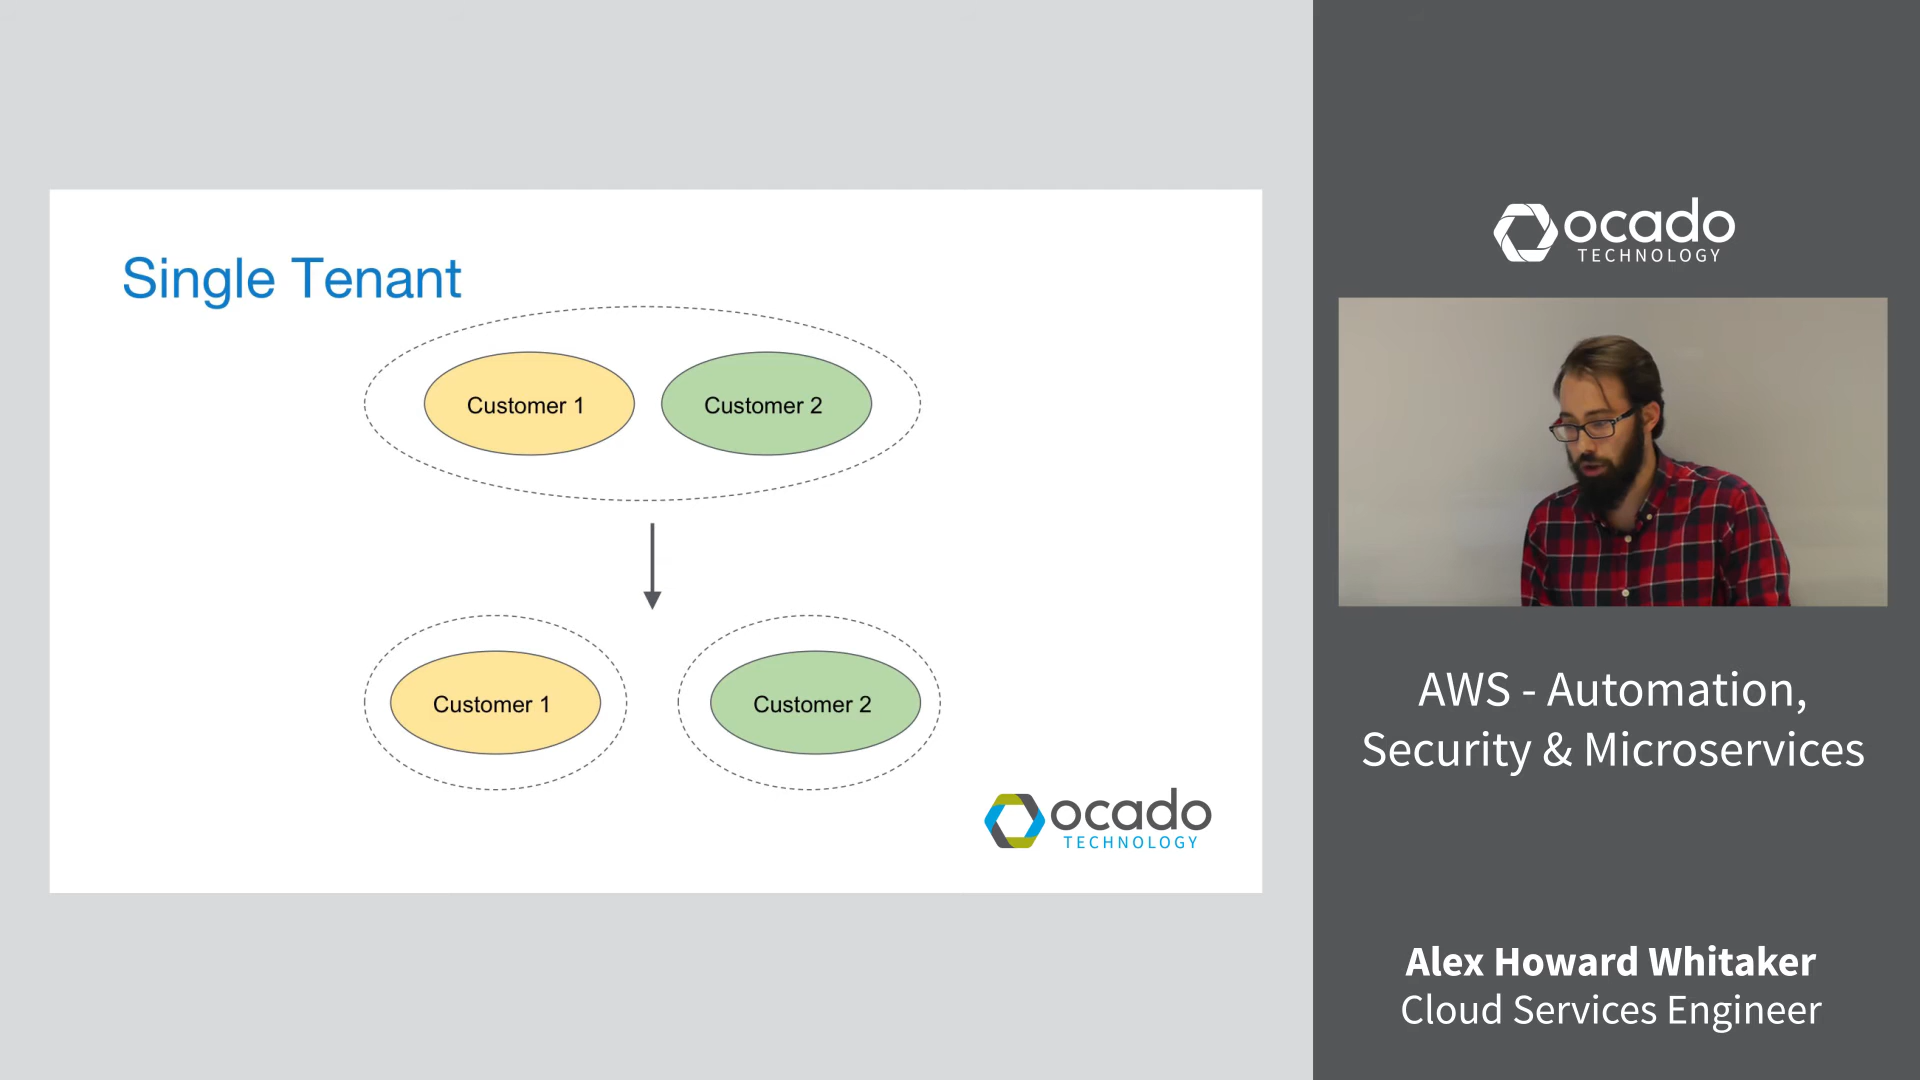 Single Tenant
Customer 1
Customer 2
Customer 1
Customer 2
ocado
TECHNOLOGY
ocado
TECHNOLOGY
AWS - Automation,
Security & Microservices
Alex Howard Whitaker
Cloud Services Engineer